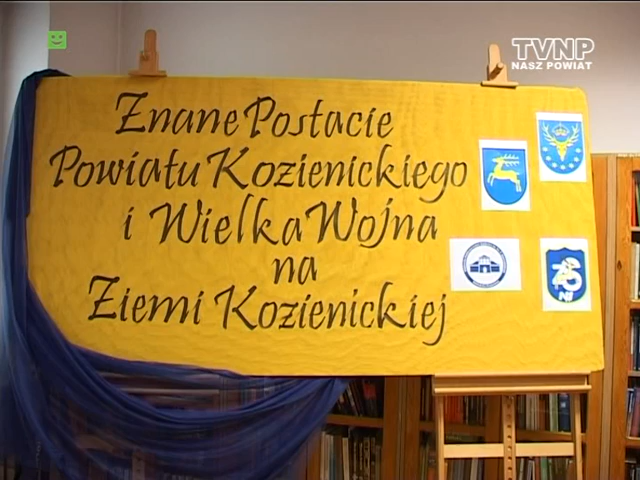 TVNP
NASZ POWIAT
Znane Postacie
Powiatu Kozienickiego
i Wielka Wojna
na
Ziemi Kozienickiej